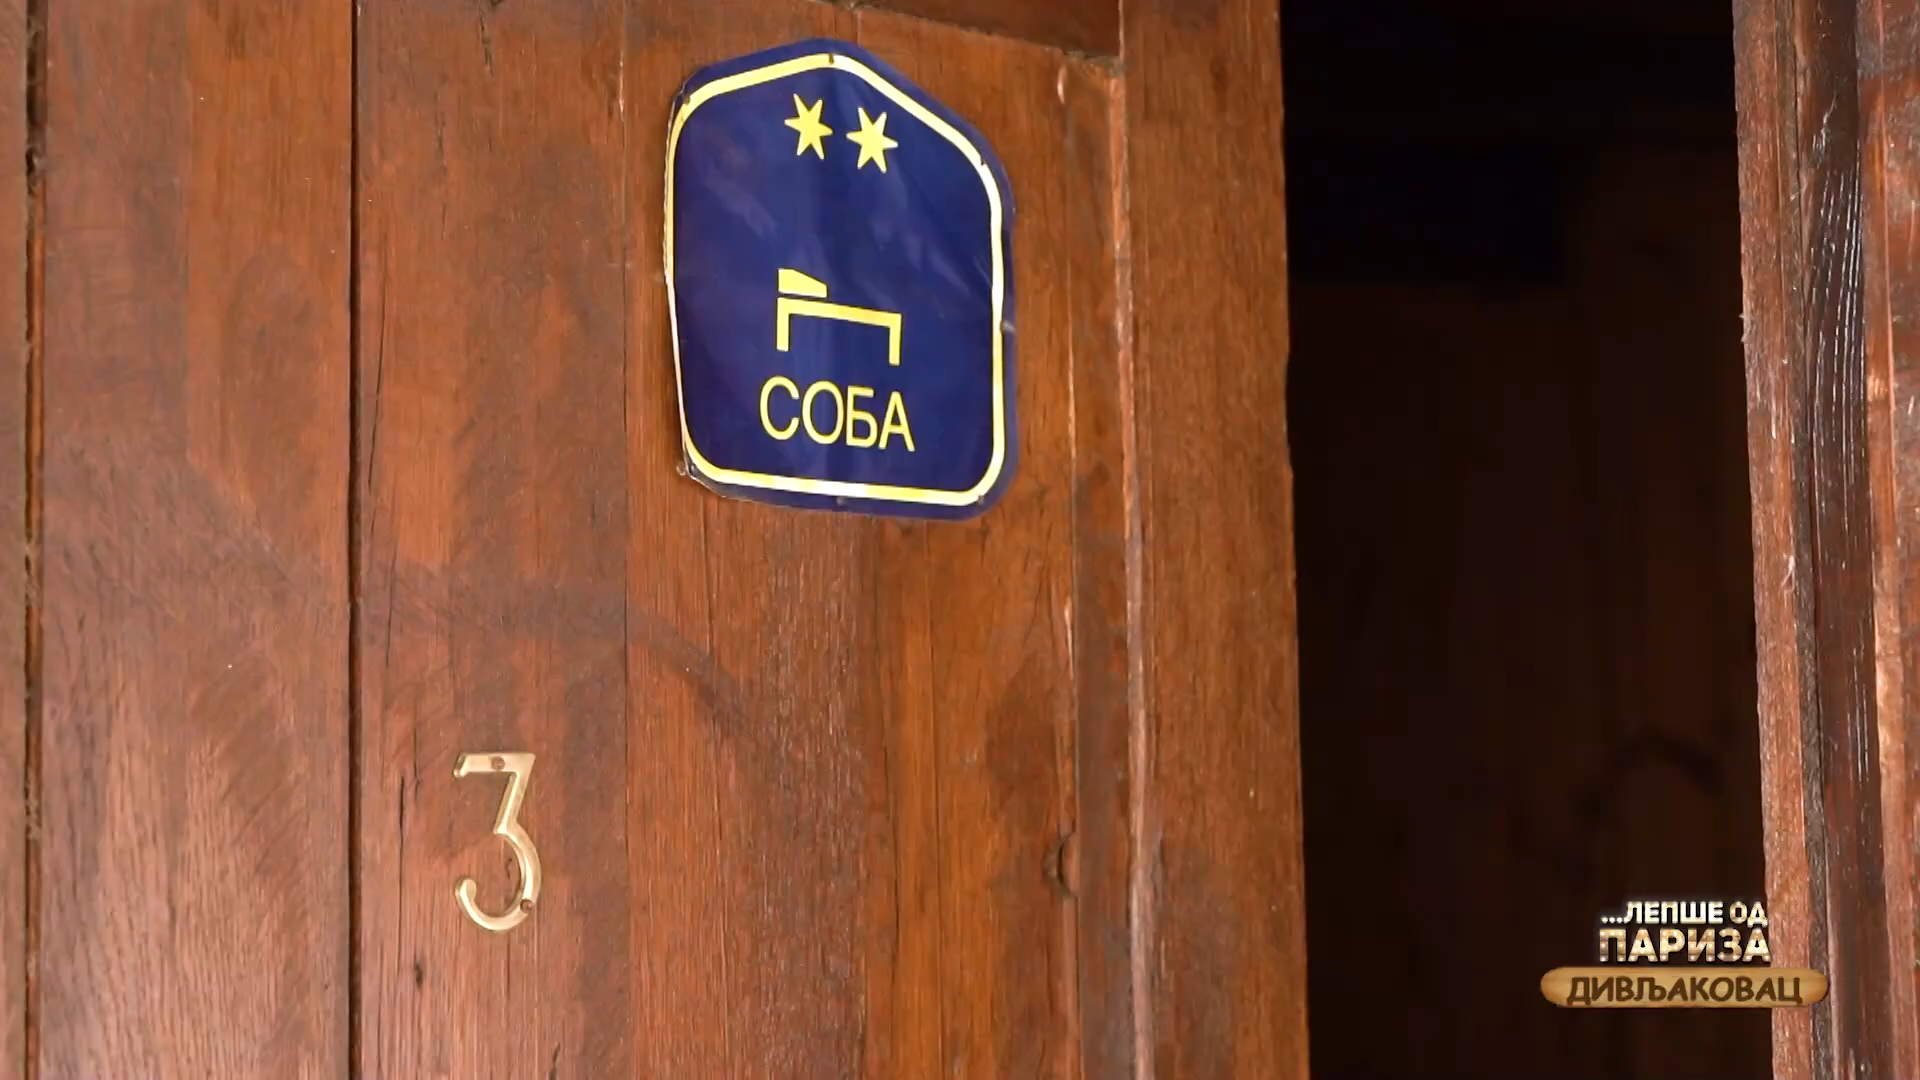 СОБА
3
...ЛЕПШЕ ОД
ПАРИЗА
ДИВЉАКОВАЦ